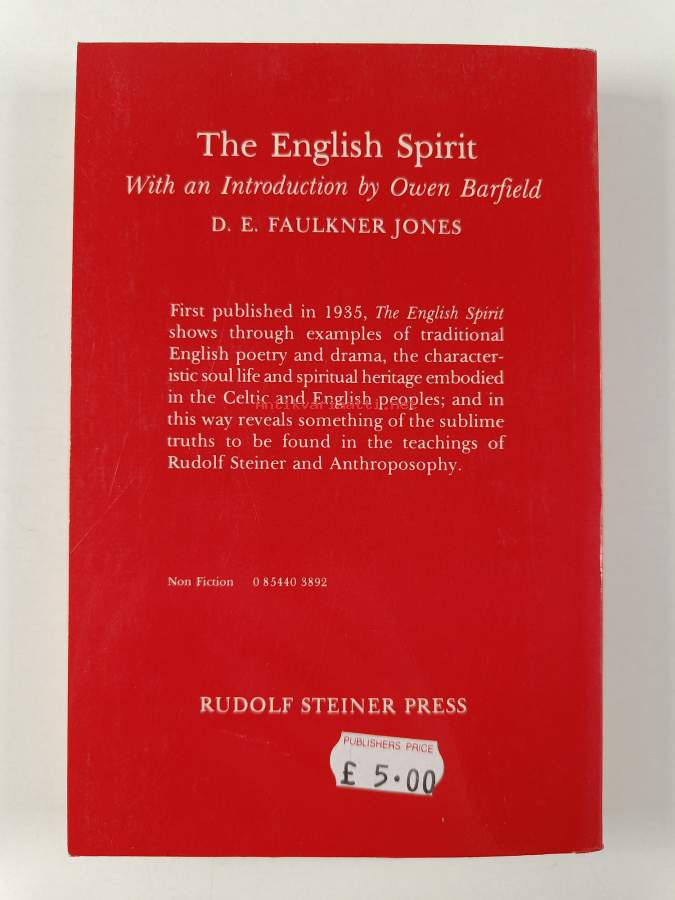 The English Spirit
With an Introduction by Owen Barfield
D. E. FAULKNER JONES
First published in 1935, The English Spirit
shows through examples of traditional
English poetry and drama, the character-
istic soul life and spiritual heritage embodied
in the Celtic and English peoples; and in
Antikvariaatti.net
this way reveals something of the sublime
truths to be found in the teachings of
Rudolf Steiner and Anthroposophy.
Non Fiction 0 85440 3892
RUDOLF STEINER PRESS
PUBLISHERS PRICE
£ 5.00